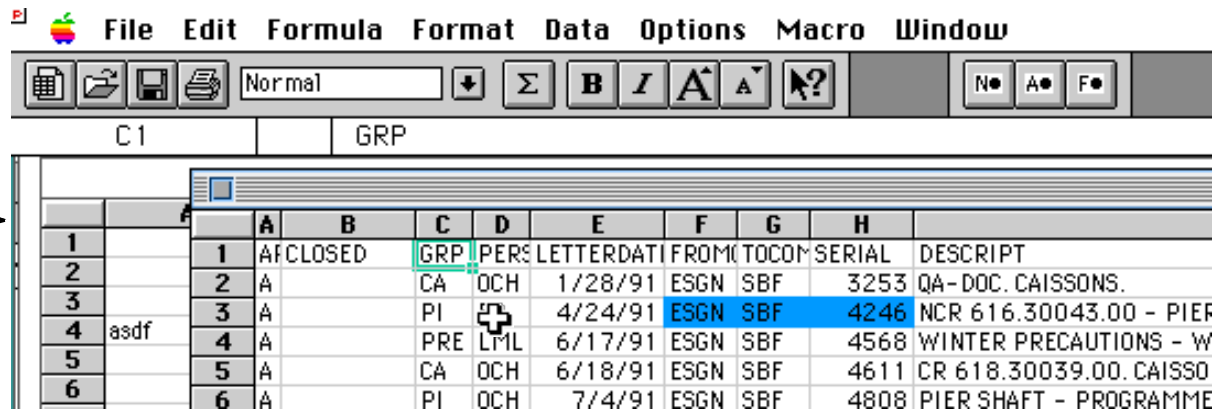 File Edit Formula Format Data Options Macro Window
Normal Σ B I A A ? N● A● F●
C1 GRP
A B C D E F G H
1 CLOSED GRP PERS LETTERDATI TOCOM SERIAL DESCRIPT
2 A CA OCH 1/28/91 ESGN SBF 3253 QA-DOC. CAISSONS.
3 A PI 4/24/91 ESGN SBF 4246 NCR 616.30043.00 - PIER
4 A PRE LML 6/17/91 ESGN SBF 4568 WINTER PRECAUTIONS - W
5 A CA OCH 6/18/91 ESGN SBF 4611 CR 618.30039.00. CAISSO
6 A PI OCH 7/4/91 ESGN SBF 4808 PIER SHAFT - PROGRAMME
1
2
3
4 asdf
5
6